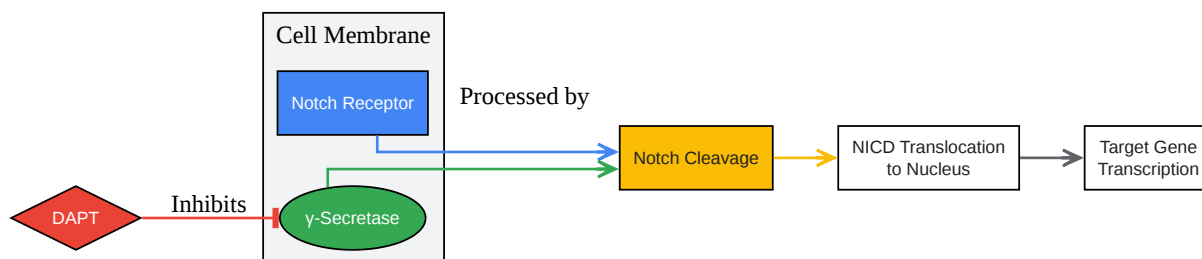 Cell Membrane
Notch Receptor
Processed by
Notch Cleavage
NICD Translocation
to Nucleus
Target Gene
Transcription
DAPT
Inhibits
γ-Secretase